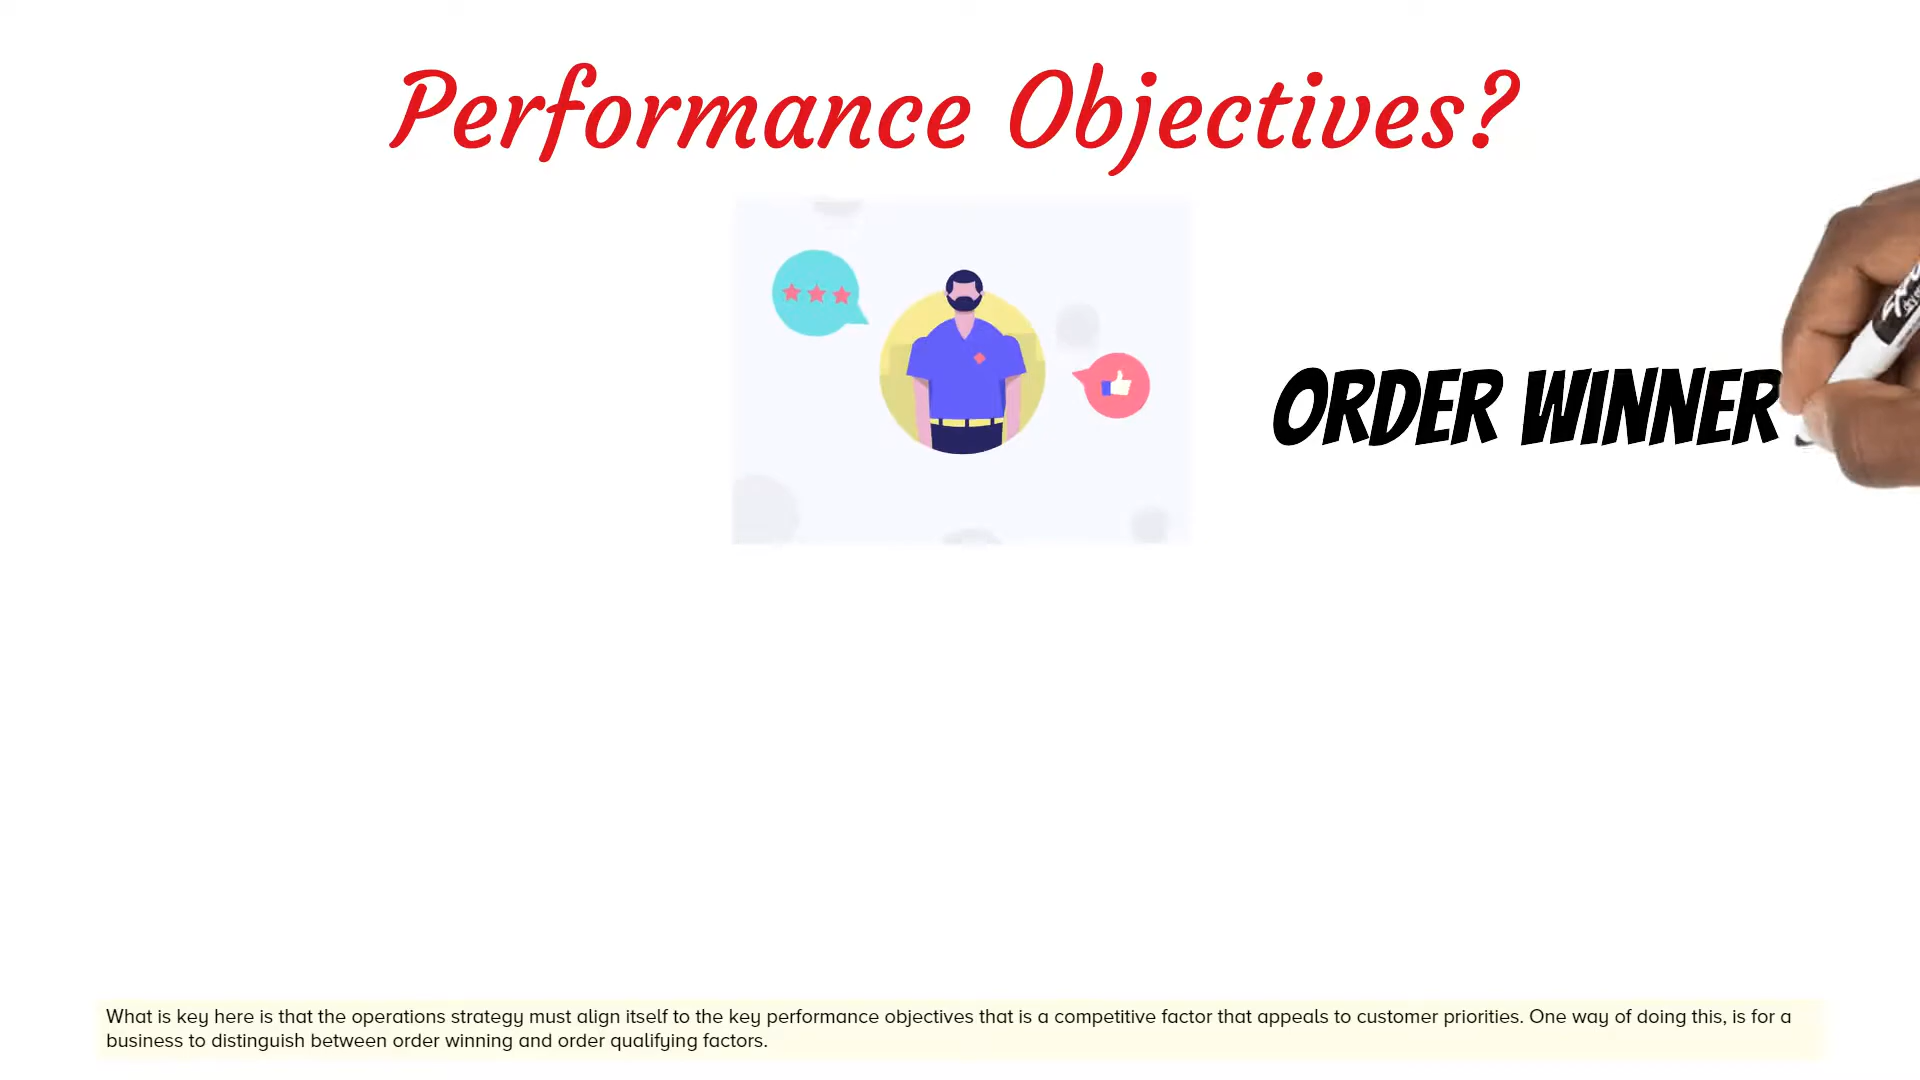 Performance Objectives?
ORDER WINNER
What is key here is that the operations strategy must align itself to the key performance objectives that is a competitive factor that appeals to customer priorities. One way of doing this, is for a
business to distinguish between order winning and order qualifying factors.